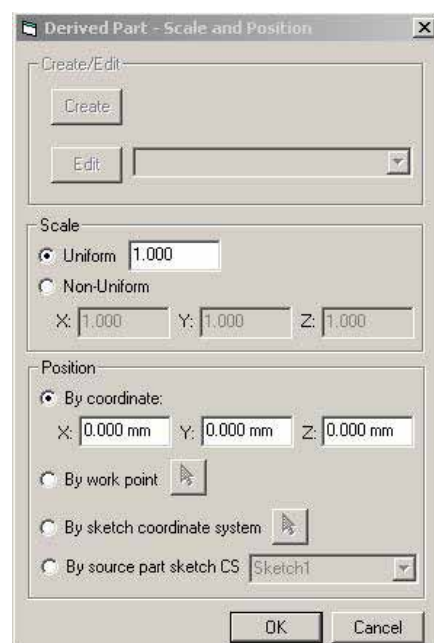 Derived Part - Scale and Position
Create/Edit
Create
Edit
Scale
Uniform 1.000
Non-Uniform
X: 1.000 Y: 1.000 Z: 1.000
Position
By coordinate:
X: 0.000 mm Y: 0.000 mm Z: 0.000 mm
By work point
By sketch coordinate system
By source part sketch CS Sketch1
OK Cancel